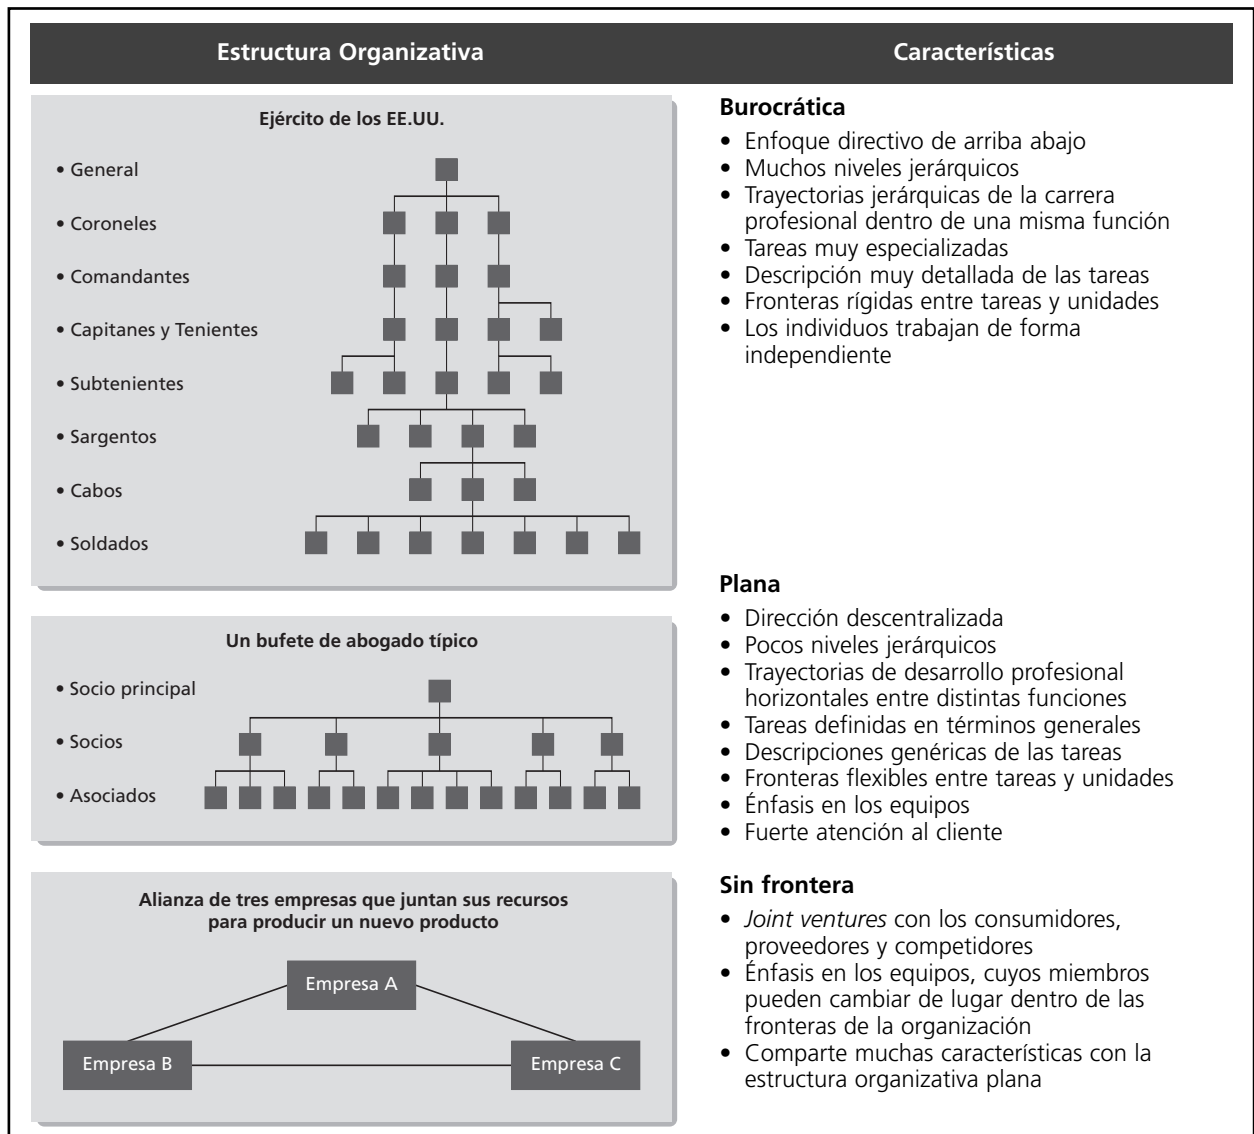 Estructura Organizativa
Características
Ejército de los EE.UU.
• General
• Coroneles
• Comandantes
• Capitanes y Tenientes
• Subtenientes
• Sargentos
• Cabos
• Soldados
Burocrática
• Enfoque directivo de arriba abajo
• Muchos niveles jerárquicos
• Trayectorias jerárquicas de la carrera
profesional dentro de una misma función
• Tareas muy especializadas
• Descripción muy detallada de las tareas
• Fronteras rígidas entre tareas y unidades
• Los individuos trabajan de forma
independiente
Un bufete de abogado típico
• Socio principal
• Socios
• Asociados
Plana
• Dirección descentralizada
• Pocos niveles jerárquicos
• Trayectorias de desarrollo profesional
horizontales entre distintas funciones
• Tareas definidas en términos generales
• Descripciones genéricas de las tareas
• Fronteras flexibles entre tareas y unidades
• Énfasis en los equipos
• Fuerte atención al cliente
Alianza de tres empresas que juntan sus recursos
para producir un nuevo producto
Empresa A
Empresa B
Empresa C
Sin frontera
• Joint ventures con los consumidores,
proveedores y competidores
• Énfasis en los equipos, cuyos miembros
pueden cambiar de lugar dentro de las
fronteras de la organización
• Comparte muchas características con la
estructura organizativa plana